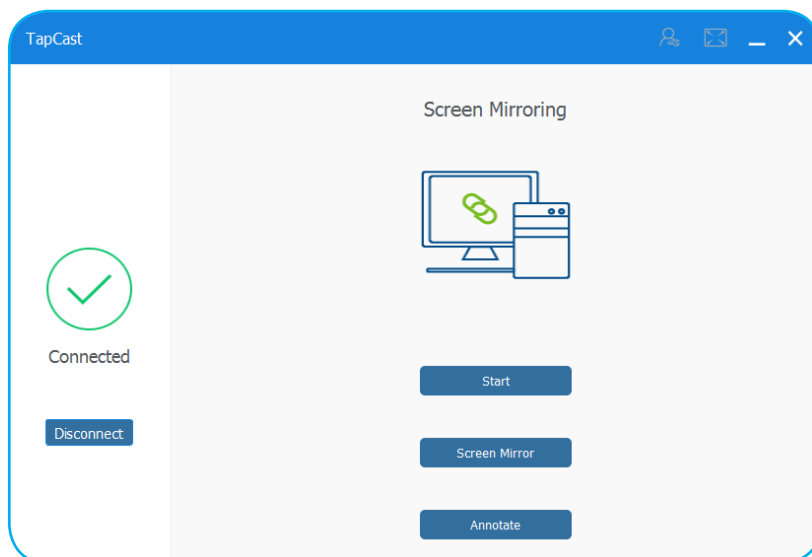 TapCast
Screen Mirroring
Connected
Disconnect
Start
Screen Mirror
Annotate